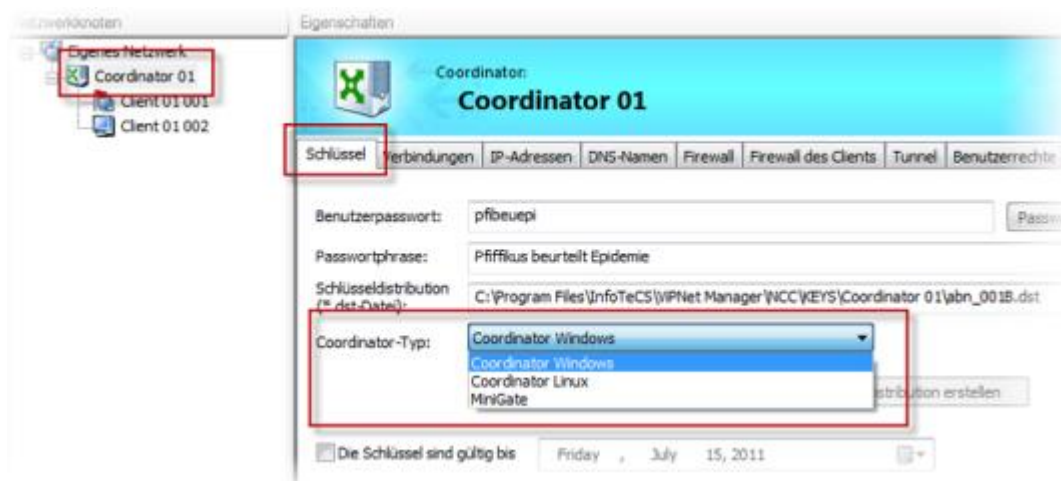 Eigenschaften
Eigenes Netzwerk
Coordinator 01
Client 01 001
Client 01 002
Coordinator:
Coordinator 01
Schlüssel Verbindungen IP-Adressen DNS-Namen Firewall Firewall des Clients Tunnel Benutzerrechte
Benutzerpasswort: pfibeuepi
Passwortphrase: Pfiffikus beurteilt Epidemie
Schlüsseldistribution
(*.dst-Datei): C:\Program Files\InfoTeCS\ViPNet Manager\NCC\KEYS\Coordinator 01\abn_001B.dst
Coordinator-Typ: Coordinator Windows
Coordinator Windows
Coordinator Linux
MiniGate
erstellen
Die Schlüssel sind gültig bis Friday , July 15, 2011